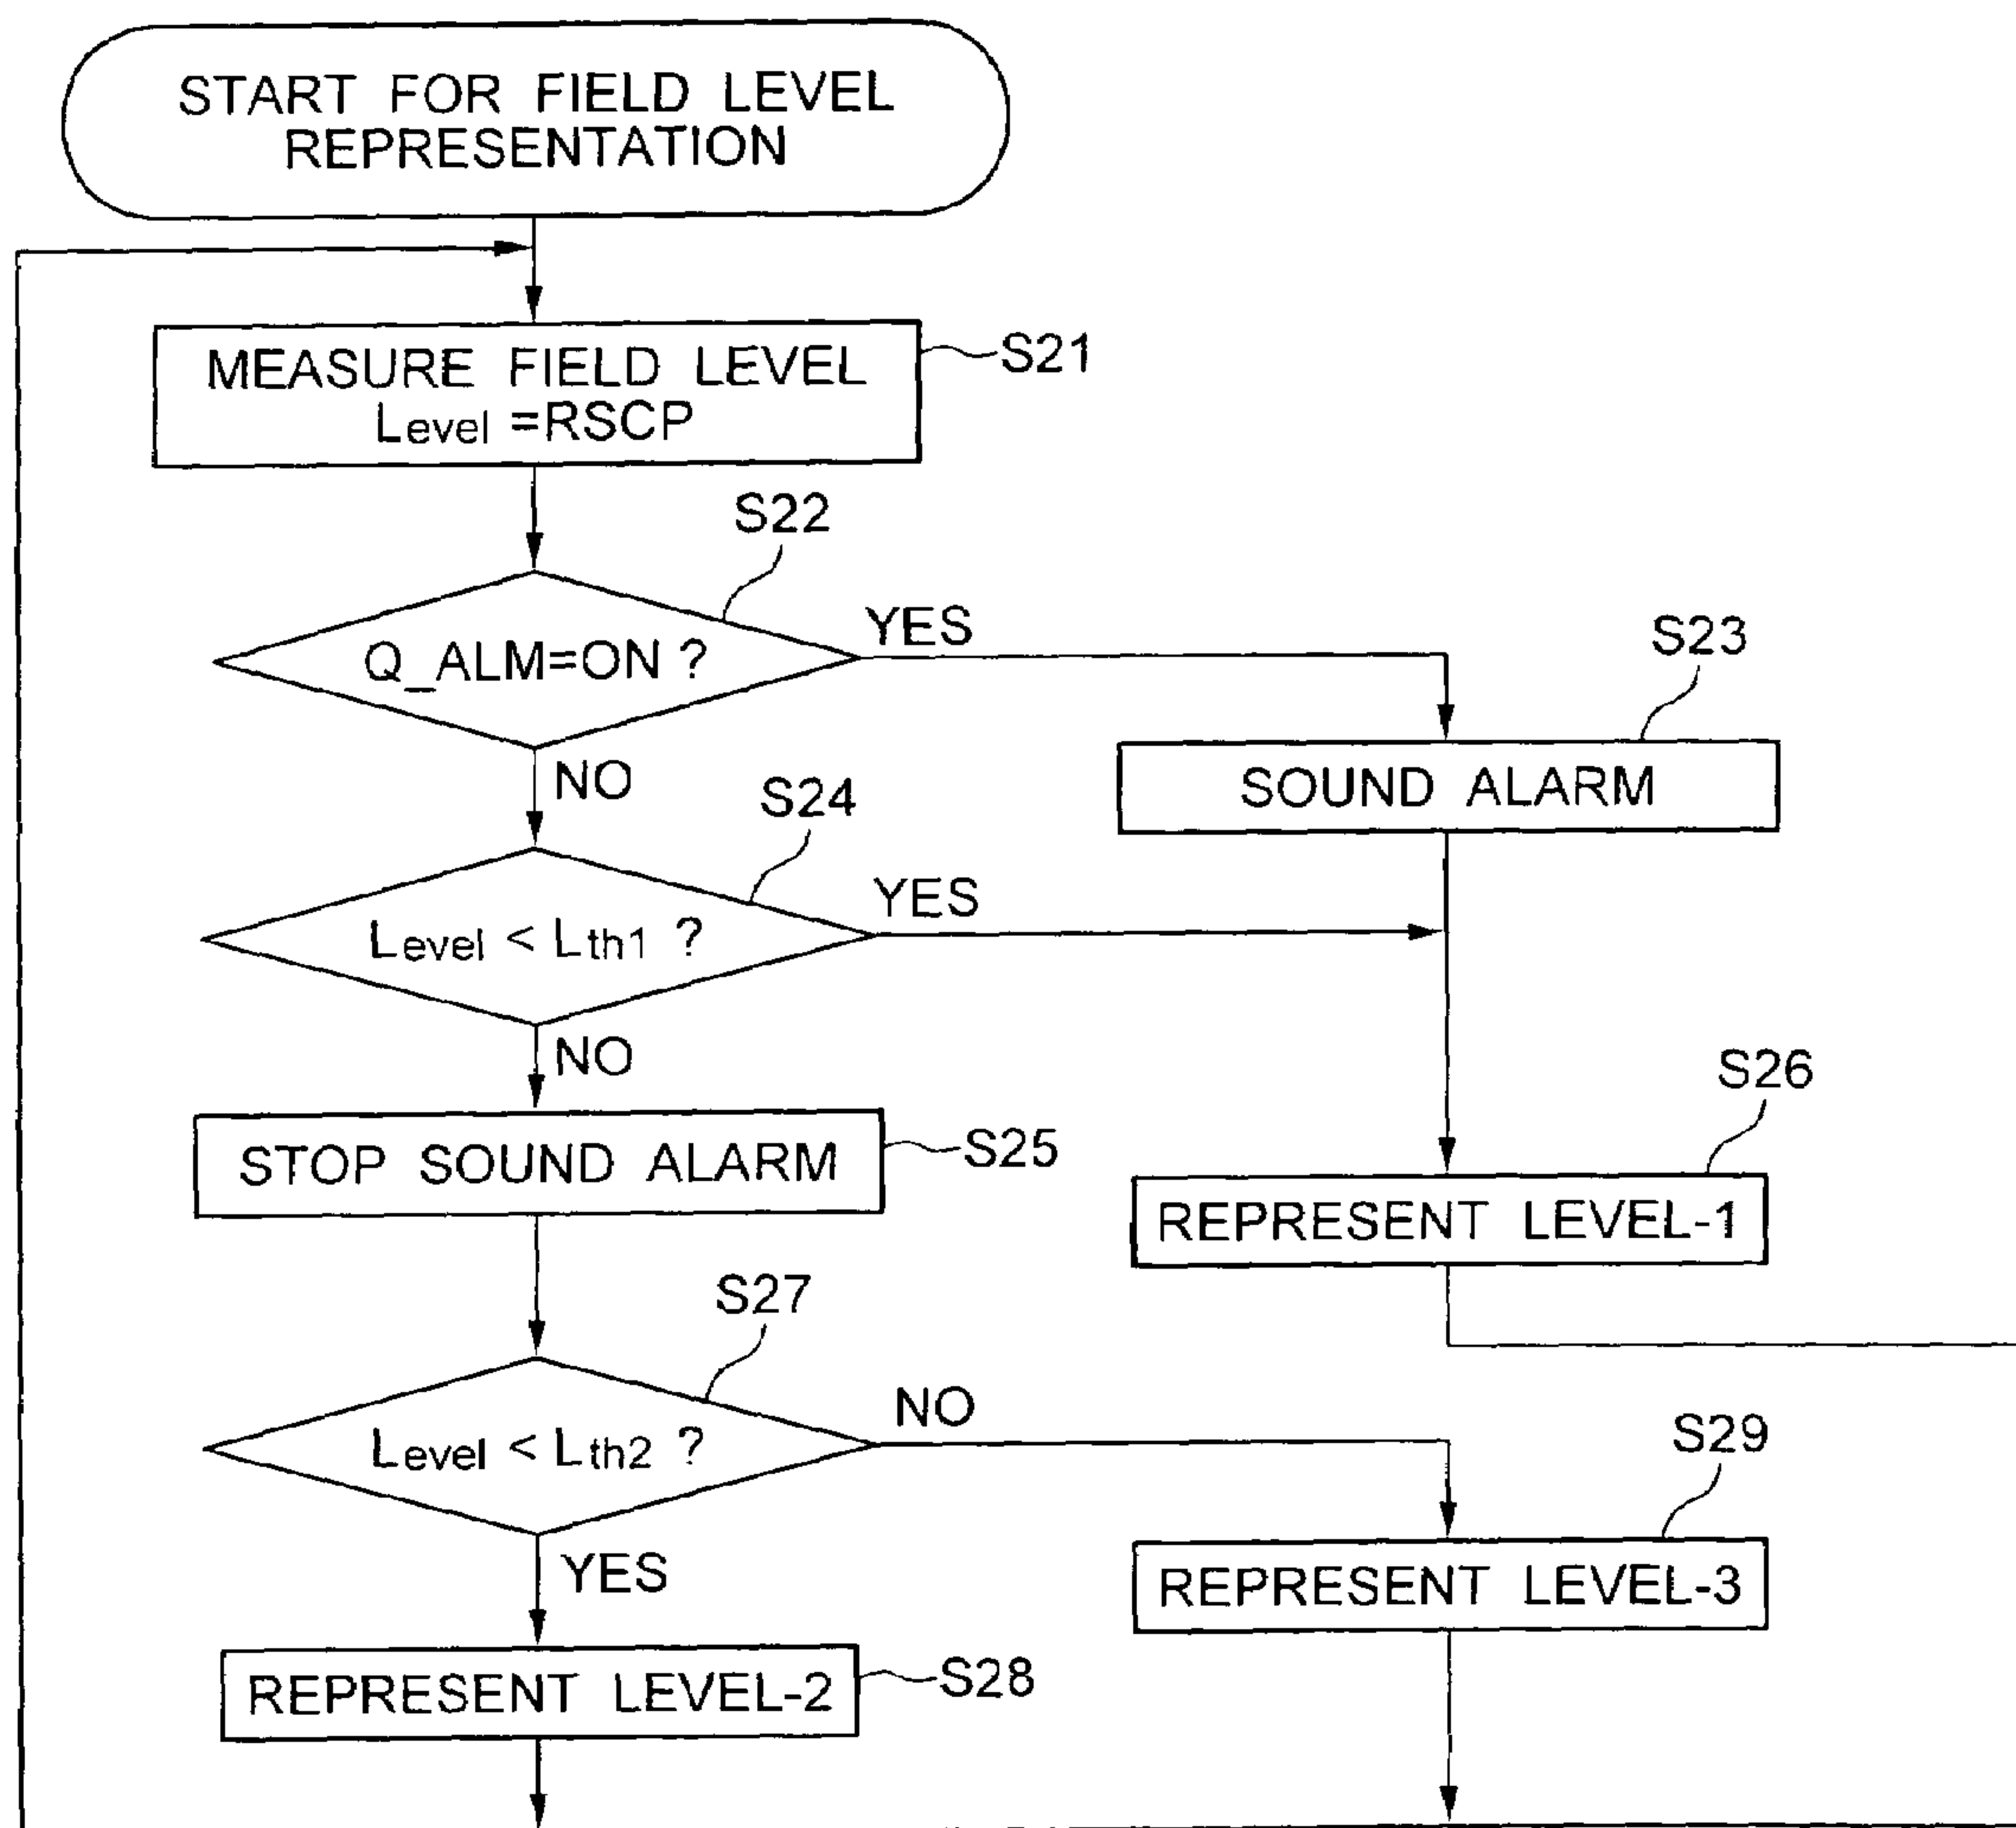 START FOR FIELD LEVEL
REPRESENTATION
MEASURE FIELD LEVEL
Level =RSCP
S21
S22
Q_ALM=ON ?
YES
S23
SOUND ALARM
NO
S24
Level < Lth1 ?
YES
NO
S25
STOP SOUND ALARM
S26
REPRESENT LEVEL-1
S27
Level < Lth2 ?
NO
S29
REPRESENT LEVEL-3
YES
REPRESENT LEVEL-2
S28